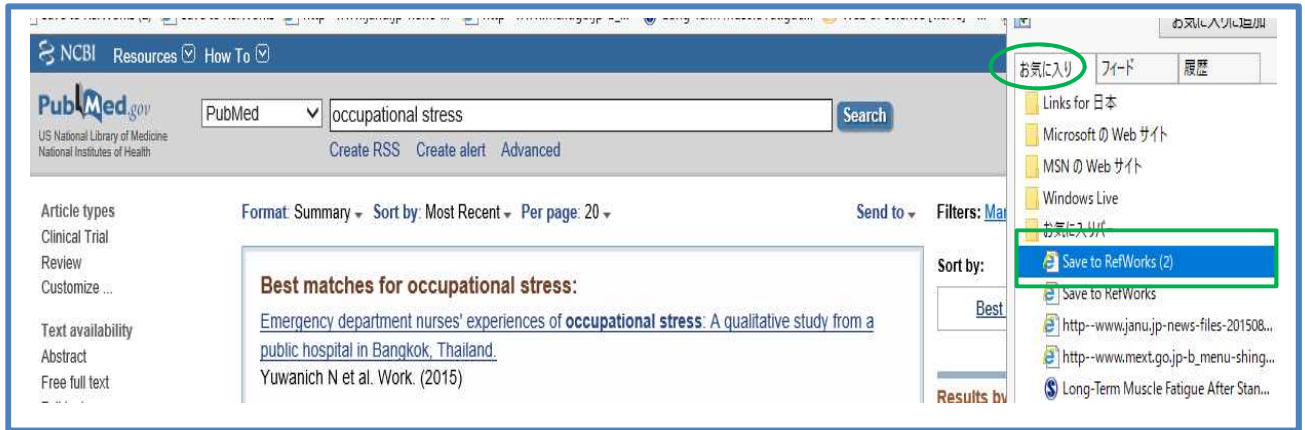 お気に入りに追加
NCBI Resources How To
お気に入り フィード 履歴
PubMed.gov
US National Library of Medicine
National Institutes of Health
PubMed occupational stress Search
Create RSS Create alert Advanced
Links for 日本
Microsoft の Web サイト
MSN の Web サイト
Windows Live
お気に入りバー
Save to RefWorks (2)
Save to RefWorks
http--www.janu.jp-news-files-201508...
http--www.mext.go.jp-b_menu-shing...
Long-Term Muscle Fatigue After Stan...
Article types
Clinical Trial
Review
Customize ...
Text availability
Abstract
Free full text
Format: Summary Sort by: Most Recent Per page: 20 Send to
Filters:
Sort by:
Best
Results by
Best matches for occupational stress:
Emergency department nurses' experiences of occupational stress: A qualitative study from a
public hospital in Bangkok, Thailand.
Yuwanich N et al. Work. (2015)